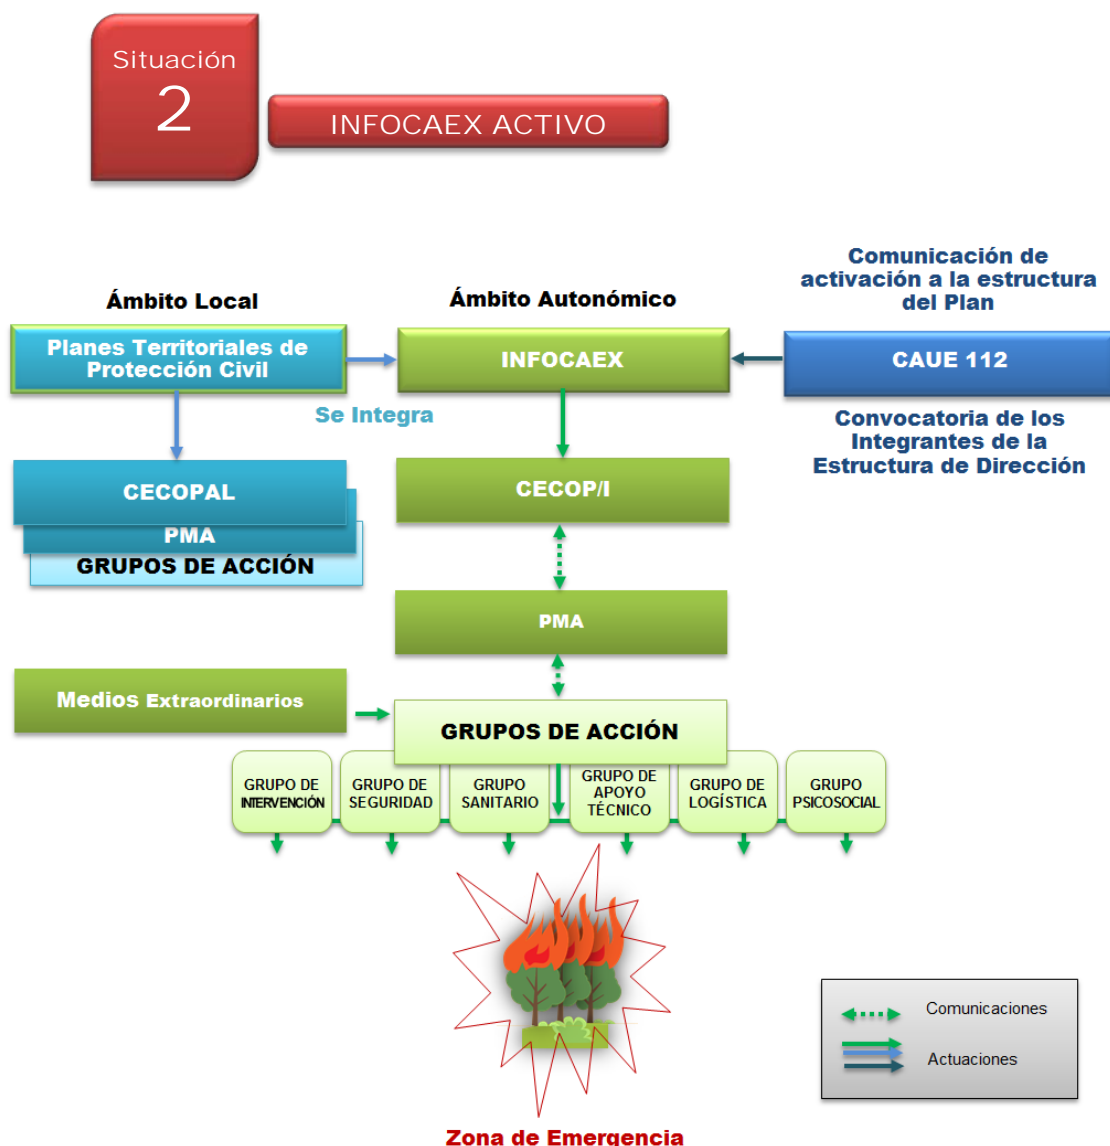 Situación
2
INFOCAEX ACTIVO
Comunicación de
activación a la estructura
del Plan
Ámbito Local
Ámbito Autonómico
Planes Territoriales de
Protección Civil
INFOCAEX
CAUE 112
Se Integra
Convocatoria de los
Integrantes de la
Estructura de Dirección
CECOPAL
PMA
GRUPOS DE ACCIÓN
CECOP/I
PMA
Medios Extraordinarios
GRUPOS DE ACCIÓN
GRUPO DE
INTERVENCIÓN
GRUPO DE
SEGURIDAD
GRUPO
SANITARIO
GRUPO DE
APOYO
TÉCNICO
GRUPO DE
LOGÍSTICA
GRUPO
PSICOSOCIAL
Comunicaciones
Actuaciones
Zona de Emergencia